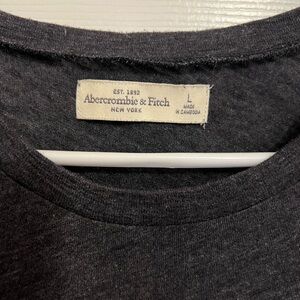 EST. 1892
Abercrombie & Fitch
NEW YORK
L
MADE
IN CAMBODIA